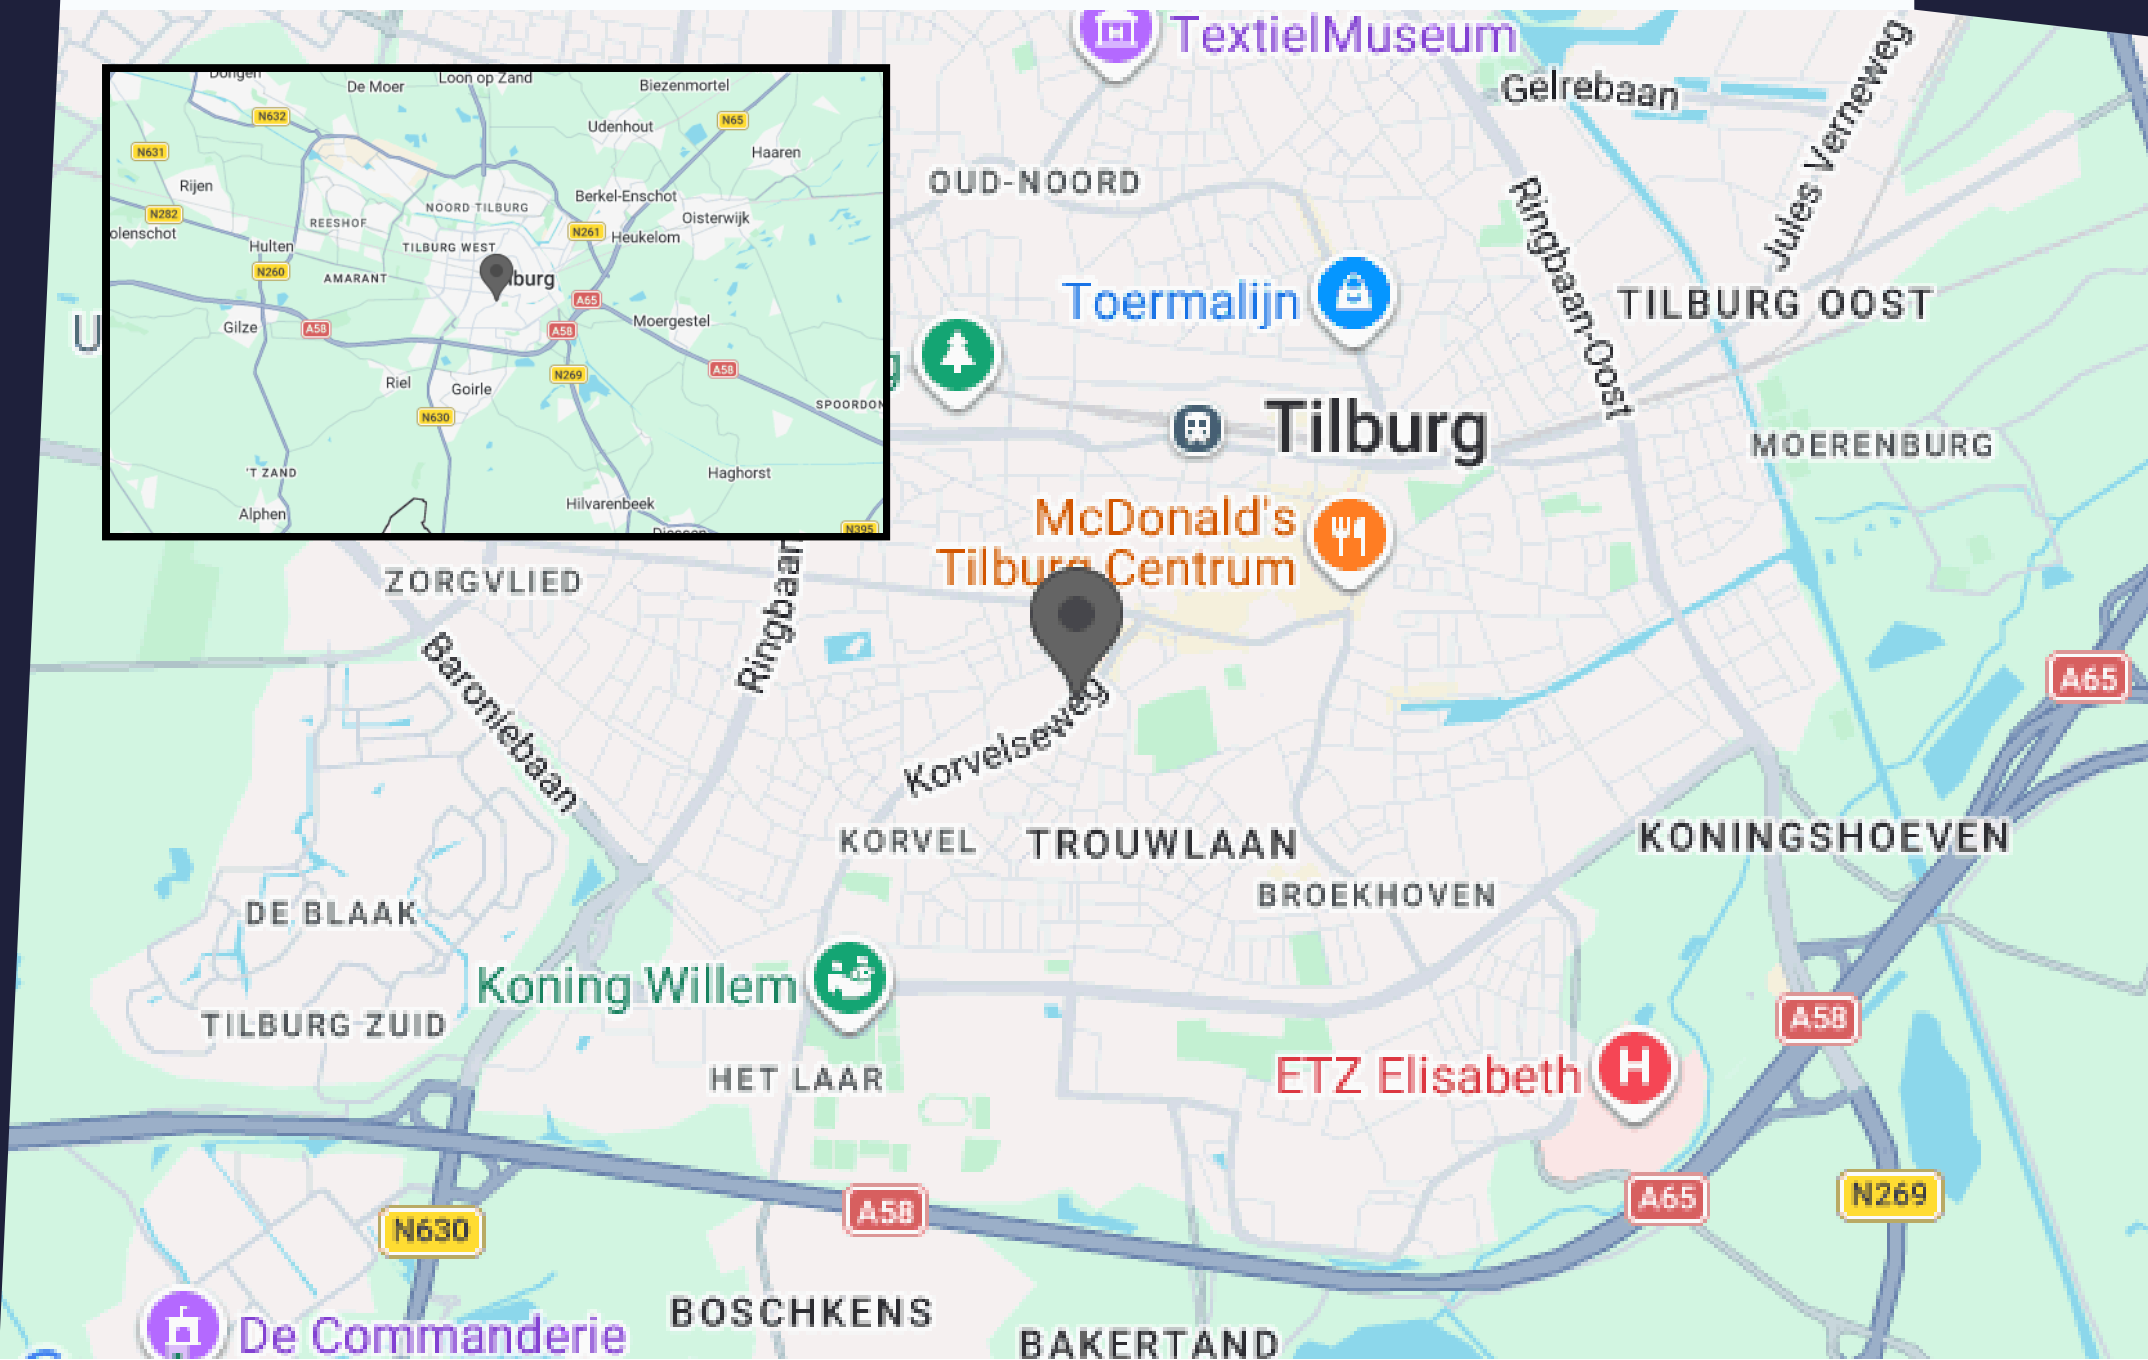 TextielMuseum
Gelrebaan
Jules Verneweg
OUD-NOORD
Ringbaan-Oost
Toermalijn
TILBURG OOST
Tilburg
MOERENBURG
McDonald's
Tilburg Centrum
ZORGVLIED
Ringbaan
Baroniebaan
A65
Korvelseweg
KORVEL
TROUWLAAN
KONINGSHOEVEN
BROEKHOVEN
DE BLAAK
Koning Willem
TILBURG ZUID
A58
HET LAAR
ETZ Elisabeth
A65
N269
A58
N630
BOSCHKENS
De Commanderie
BAKERTAND
Dongen
De Moer
Loon op Zand
Biezenmortel
N632
N65
Udenhout
N631
Haaren
Rijen
Berkel-Enschot
NOORD TILBURG
N282
REESHOF
Oisterwijk
olenschot
N261
Heukelom
Hulten
TILBURG WEST
N260
AMARANT
lburg
A65
Gilze
A58
A58
Moergestel
A58
N269
Riel
Goirle
SPOORDON
N630
'T ZAND
Haghorst
Hilvarenbeek
Alphen
N395